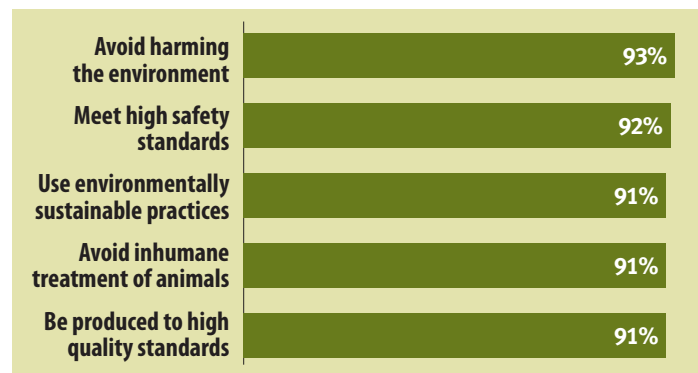 Avoid harming
the environment
93%
Meet high safety
standards
92%
Use environmentally
sustainable practices
91%
Avoid inhumane
treatment of animals
91%
Be produced to high
quality standards
91%